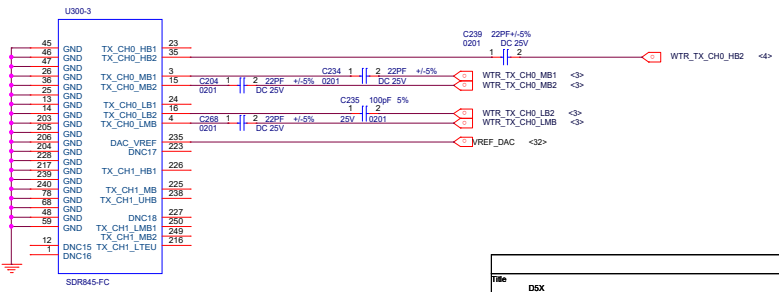 U300-3
45 GND TX_CH0_HB1 23
46 GND TX_CH0_HB2 35
47 GND
26 GND TX_CH0_MB1 3
36 GND TX_CH0_MB2 15
25 GND
13 GND TX_CH0_LB1 24
14 GND TX_CH0_LB2 16
203 GND TX_CH0_LMB 4
205 GND
206 GND DAC_VREF 235
204 GND DNC17 223
228 GND
217 GND TX_CH1_HB1 226
239 GND
240 GND TX_CH1_MB 225
78 GND TX_CH1_UHB 238
68 GND
48 GND DNC18 227
59 GND TX_CH1_LMB1 250
TX_CH1_MB2 249
12 DNC15 TX_CH1_LTEU 216
1 DNC16
SDR845-FC
C239 22PF+/-5%
0201 DC 25V
1 2
WTR_TX_CH0_HB2 <4>
C234 1 2 22PF +/-5%
0201 DC 25V
WTR_TX_CH0_MB1 <3>
C204 1 2 22PF +/-5%
0201 DC 25V
WTR_TX_CH0_MB2 <3>
C235 100pF 5%
1 2
25V 0201
WTR_TX_CH0_LB2 <3>
C268 1 2 22PF +/-5%
0201 DC 25V
WTR_TX_CH0_LMB <3>
VREF_DAC <32>
Title
D5X